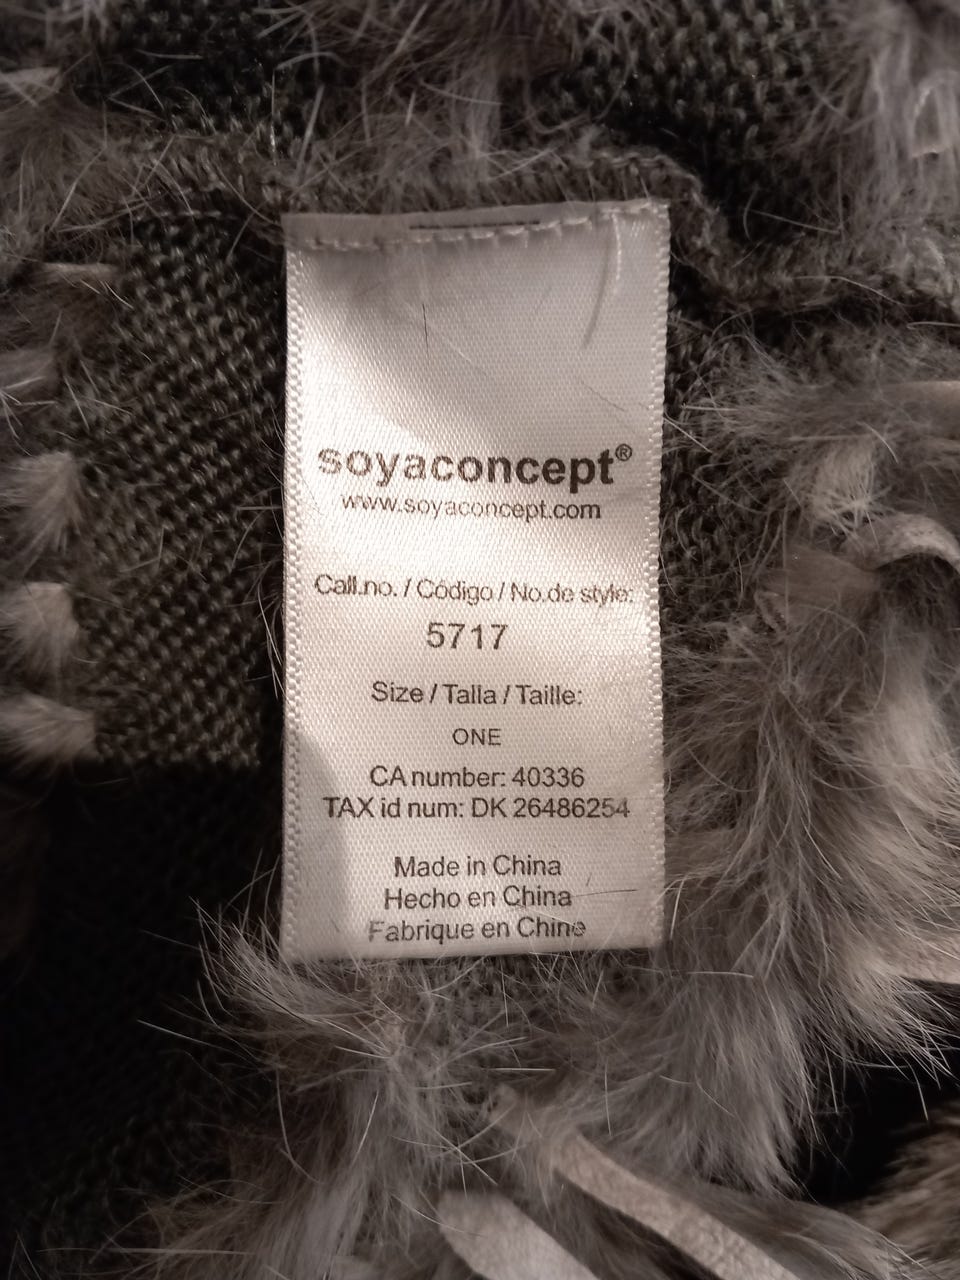 soyaconcept®
www.soyaconcept.com
Call.no. / Código / No.de style:
5717
Size / Talla / Taille:
ONE
CA number: 40336
TAX id num: DK 26486254
Made in China
Hecho en China
Fabrique en Chine